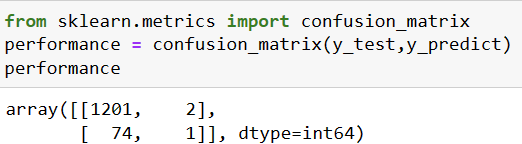 from sklearn.metrics import confusion_matrix
performance = confusion_matrix(y_test,y_predict)
performance
array([[1201,    2],
       [  74,    1]], dtype=int64)